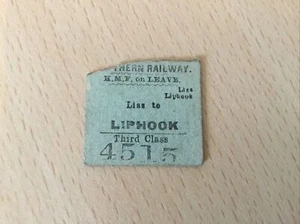 THERN RAILWAY.
H.M.F. on LEAVE.
Liss
Liphook
Liss to
LIPHOOK
Third Class
4515